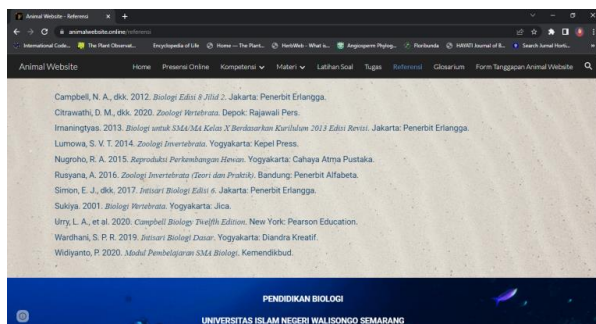 Animal Website - Referensi
animalwebsite.online/referensi
International Code... The Plant Observat... Encyclopedia of Life Home — The Plant... HerbWeb - What is... Angiosperm Phylog... Floribunda HAYATI Journal of B... Search Jurnal Horti...
Animal Website Home Presensi Online Kompetensi Materi Latihan Soal Tugas Referensi Glosarium Form Tanggapan Animal Website
Campbell, N. A., dkk. 2012. Biologi Edisi 8 Jilid 2. Jakarta: Penerbit Erlangga.
Citrawathi, D. M., dkk. 2020. Zoologi Vertebrata. Depok: Rajawali Pers.
Irnaningtyas. 2013. Biologi untuk SMA/MA Kelas X Berdasarkan Kurikulum 2013 Edisi Revisi. Jakarta: Penerbit Erlangga.
Lumowa, S. V. T. 2014. Zoologi Invertebrata. Yogyakarta: Kepel Press.
Nugroho, R. A. 2015. Reproduksi Perkembangan Hewan. Yogyakarta: Cahaya Atma Pustaka.
Rusyana, A. 2016. Zoologi Invertebrata (Teori dan Praktik). Bandung: Penerbit Alfabeta.
Simon, E. J., dkk. 2017. Intisari Biologi Edisi 6. Jakarta: Penerbit Erlangga.
Sukiya. 2001. Biologi Vertebrata. Yogyakarta: Jica.
Urry, L. A., et al. 2020. Campbell Biology Twelfth Edition. New York: Pearson Education.
Wardhani, S. P. R. 2019. Intisari Biologi Dasar. Yogyakarta: Diandra Kreatif.
Widiyanto, P. 2020. Modul Pembelajaran SMA Biologi. Kemendikbud.
PENDIDIKAN BIOLOGI
UNIVERSITAS ISLAM NEGERI WALISONGO SEMARANG